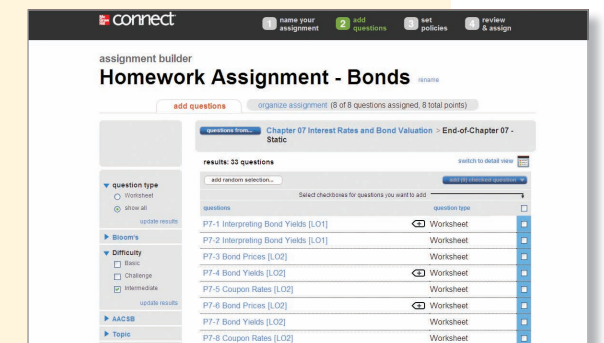 connect
1 name your assignment
2 add questions
3 set policies
4 review & assign
assignment builder
Homework Assignment - Bonds rename
add questions
organize assignment (8 of 8 questions assigned, 8 total points)
questions from... Chapter 07 Interest Rates and Bond Valuation > End-of-Chapter 07 - Static
results: 33 questions
switch to detail view
add random selection...
add (0) checked question
Select checkboxes for questions you want to add
question type
Worksheet
show all
update results
Bloom's
Difficulty
Basic
Challenge
Intermediate
update results
AACSB
Topic
questions question type
P7-1 Interpreting Bond Yields [LO1] Worksheet
P7-2 Interpreting Bond Yields [LO1] Worksheet
P7-3 Bond Prices [LO2] Worksheet
P7-4 Bond Yields [LO2] Worksheet
P7-5 Coupon Rates [LO2] Worksheet
P7-6 Bond Prices [LO2] Worksheet
P7-7 Bond Yields [LO2] Worksheet
P7-8 Coupon Rates [LO2] Worksheet